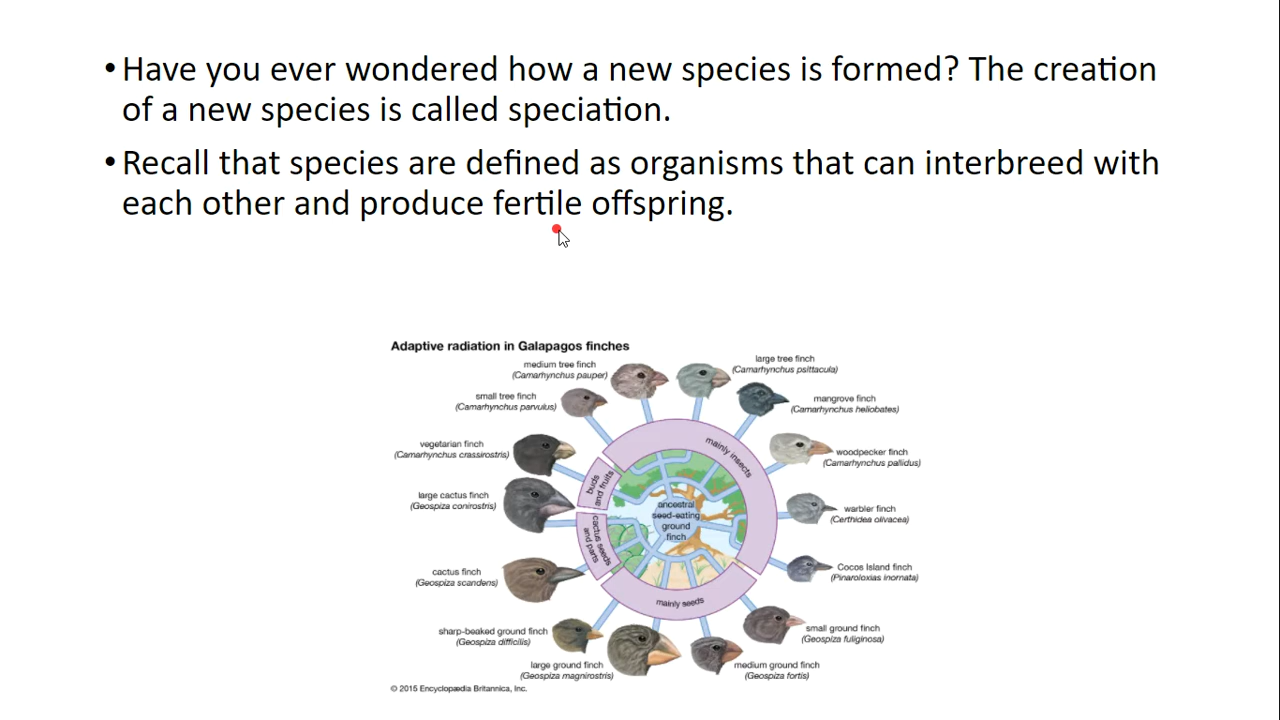 • Have you ever wondered how a new species is formed? The creation
of a new species is called speciation.
• Recall that species are defined as organisms that can interbreed with
each other and produce fertile offspring.
Adaptive radiation in Galapagos finches
medium tree finch
(Camarhynchus pauper)
large tree finch
(Camarhynchus psittacula)
small tree finch
(Camarhynchus parvulus)
mangrove finch
(Camarhynchus heliobates)
vegetarian finch
(Camarhynchus crassirostris)
woodpecker finch
(Camarhynchus pallidus)
large cactus finch
(Geospiza conirostris)
warbler finch
(Certhidea olivacea)
cactus finch
(Geospiza scandens)
Cocos Island finch
(Pinaroloxias inornata)
sharp-beaked ground finch
(Geospiza difficilis)
small ground finch
(Geospiza fuliginosa)
large ground finch
(Geospiza magnirostris)
medium ground finch
(Geospiza fortis)
mainly insects
buds
and fruits
cactus seeds
and parts
mainly seeds
ancestral
seed-eating
ground
finch
© 2015 Encyclopædia Britannica, Inc.